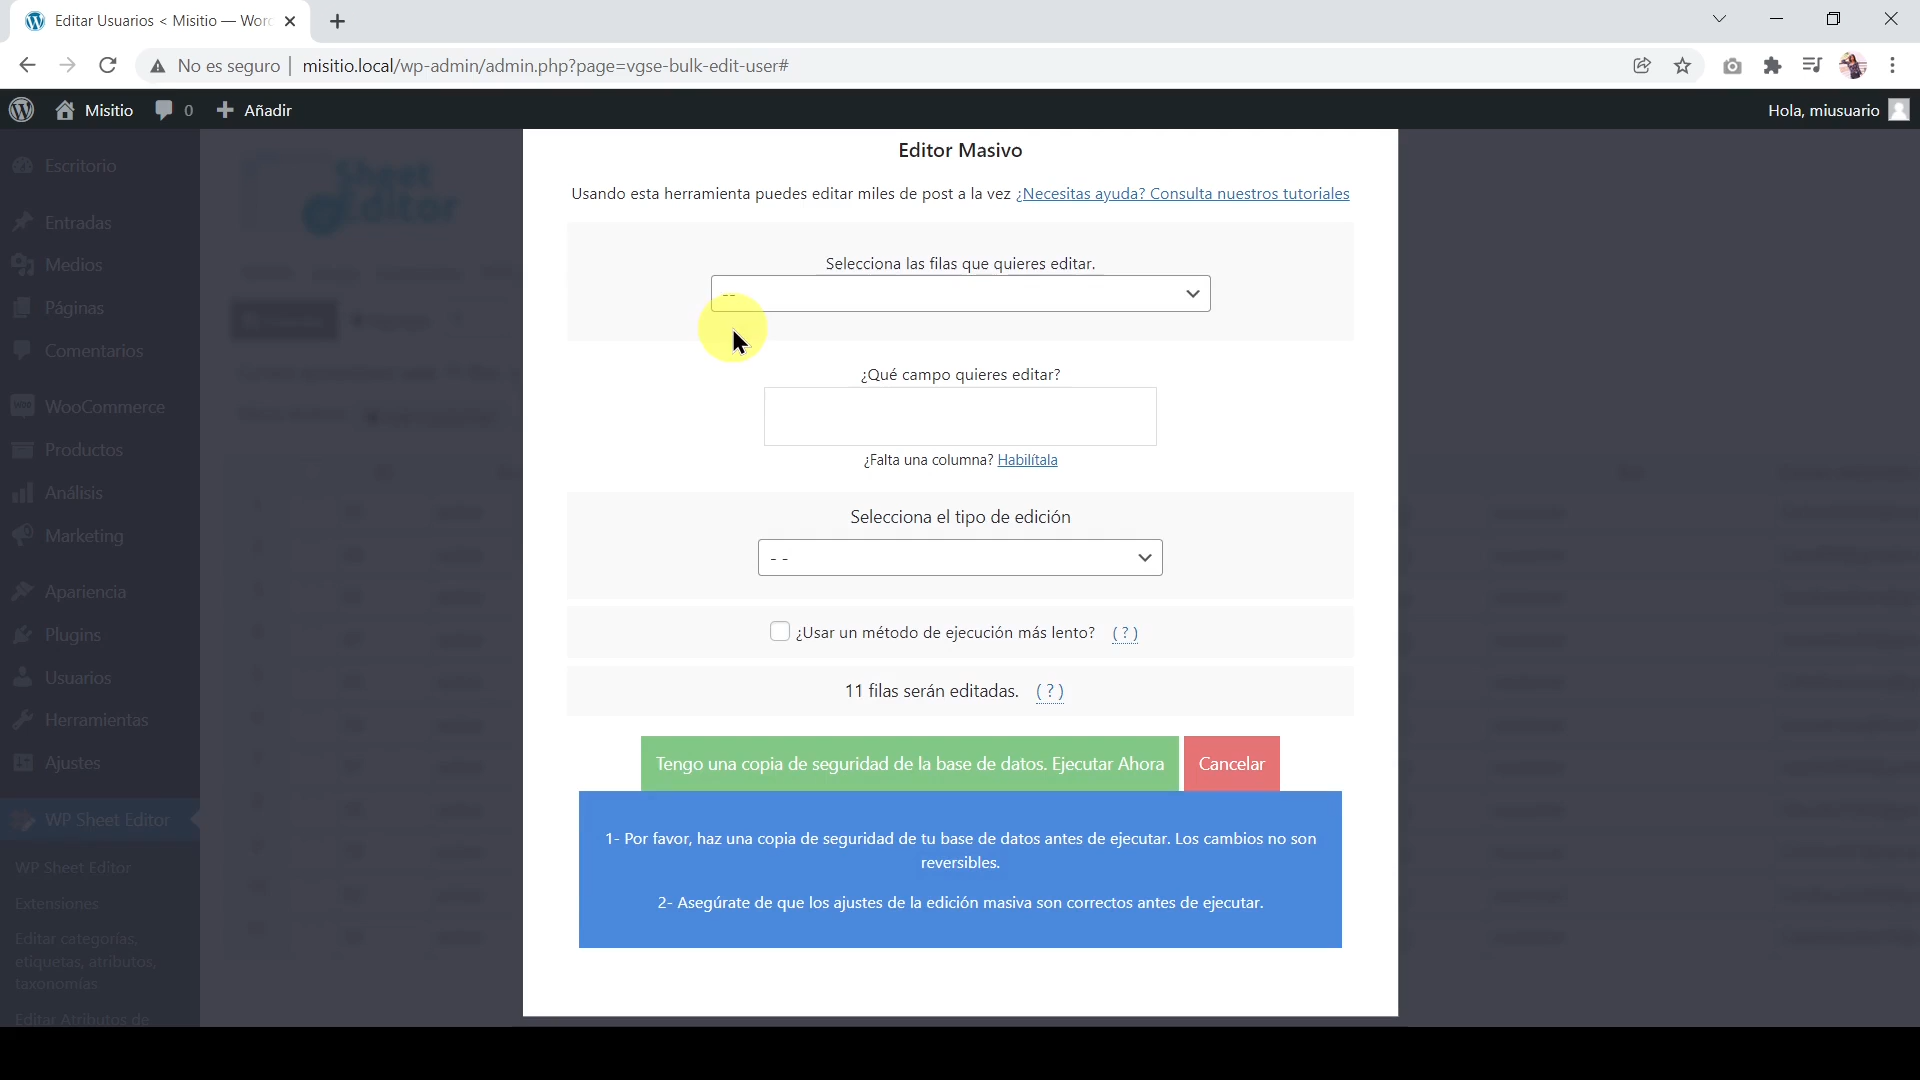 Editar Usuarios < Misitio — Word
No es seguro | misitio.local/wp-admin/admin.php?page=vgse-bulk-edit-user#
Misitio 0 Añadir Hola, miusuario
Editor Masivo
Escritorio
Sheet
Editor
Usando esta herramienta puedes editar miles de post a la vez ¿Necesitas ayuda? Consulta nuestros tutoriales
Entradas
Medios
Selecciona las filas que quieres editar.
--
Páginas
Comentarios
¿Qué campo quieres editar?
WooCommerce
Productos
¿Falta una columna? Habilítala
Análisis
Selecciona el tipo de edición
Marketing
- -
Apariencia
Plugins
¿Usar un método de ejecución más lento? (?)
Usuarios
11 filas serán editadas. (?)
Herramientas
Ajustes
Tengo una copia de seguridad de la base de datos. Ejecutar Ahora Cancelar
WP Sheet Editor
1- Por favor, haz una copia de seguridad de tu base de datos antes de ejecutar. Los cambios no son
reversibles.
WP Sheet Editor
Extensiones
2- Asegúrate de que los ajustes de la edición masiva son correctos antes de ejecutar.
Editar categorías,
etiquetas, atributos,
taxonomías
Editar Atributos de